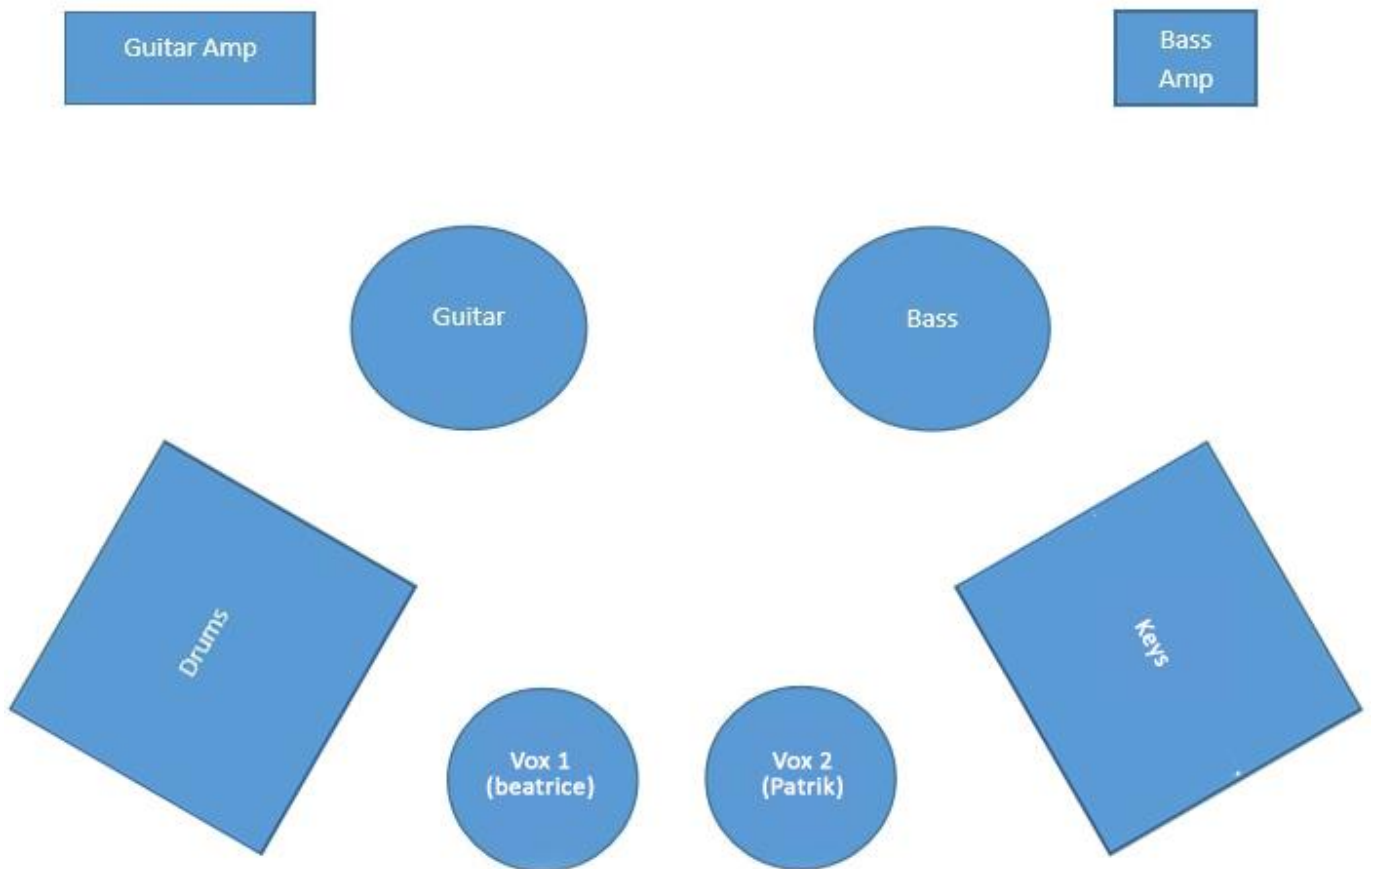 Guitar Amp
Bass
Amp
Guitar
Bass
Drums
Keys
Vox 1
(beatrice)
Vox 2
(Patrik)